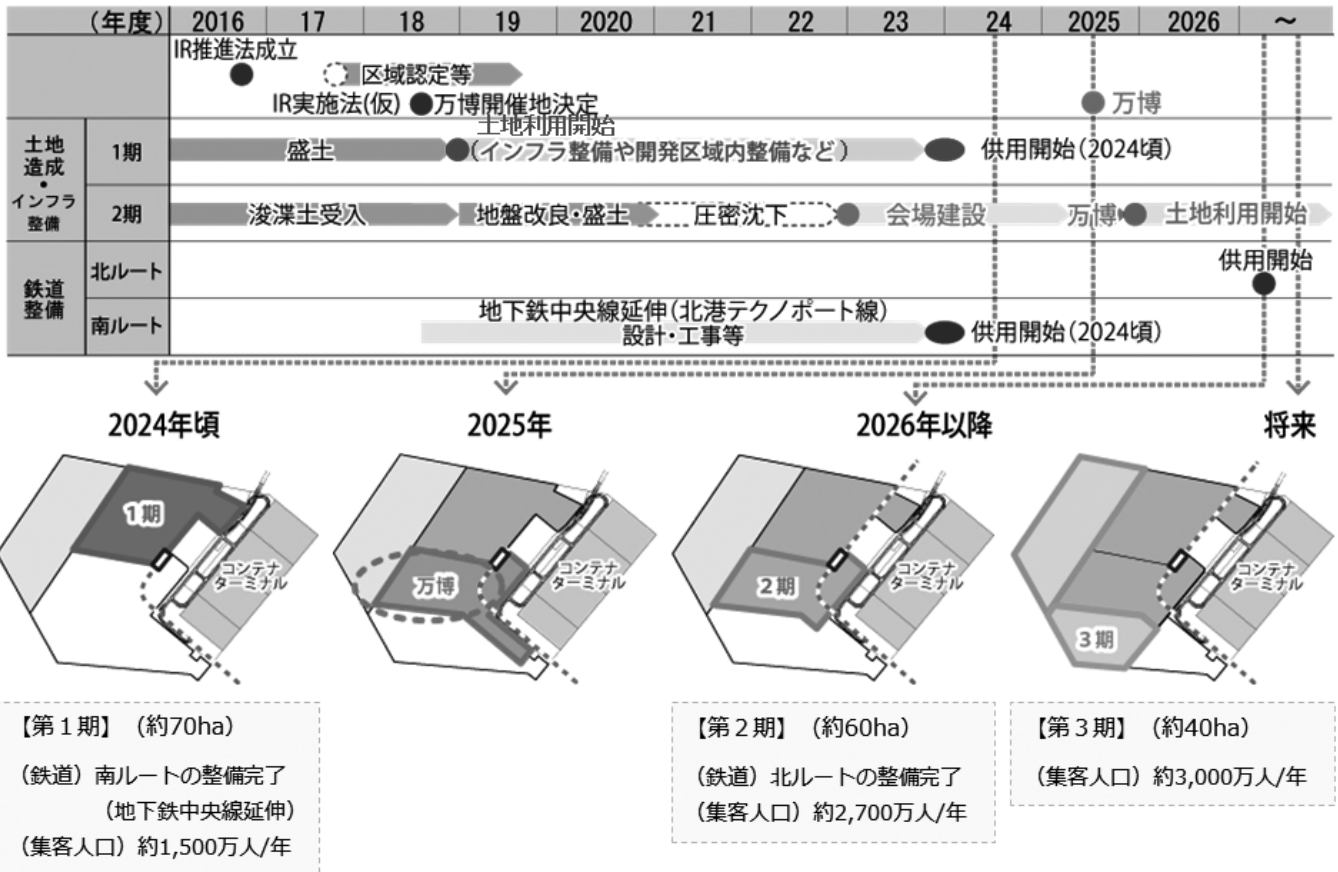 (年度) 2016 17 18 19 2020 21 22 23 24 2025 2026 ～
IR推進法成立
区域認定等
IR実施法(仮) 万博開催地決定
万博
土地造成・インフラ整備
1期
盛土
土地利用開始
(インフラ整備や開発区域内整備など)
供用開始(2024頃)
2期
浚渫土受入
地盤改良・盛土
圧密沈下
会場建設
万博
土地利用開始
鉄道整備
北ルート
供用開始
南ルート
地下鉄中央線延伸(北港テクノポート線)
設計・工事等
供用開始(2024頃)
2024年頃
2025年
2026年以降
将来
1期
コンテナ
ターミナル
万博
コンテナ
ターミナル
2期
コンテナ
ターミナル
3期
コンテナ
ターミナル
【第1期】 (約70ha)
(鉄道) 南ルートの整備完了
(地下鉄中央線延伸)
(集客人口) 約1,500万人/年
【第2期】 (約60ha)
(鉄道) 北ルートの整備完了
(集客人口) 約2,700万人/年
【第3期】 (約40ha)
(集客人口) 約3,000万人/年